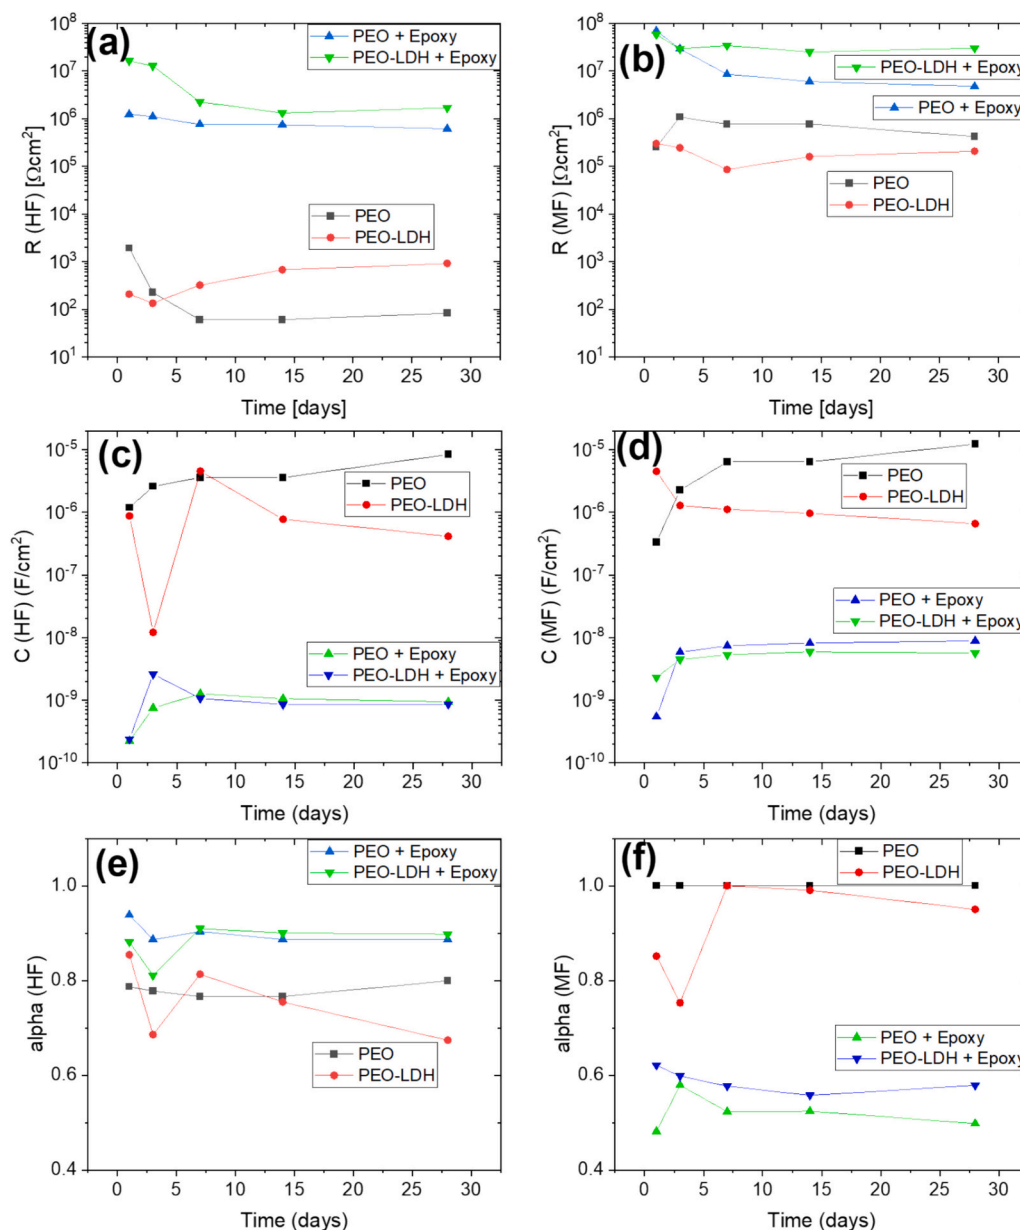 (a)
PEO + Epoxy
PEO-LDH + Epoxy
PEO
PEO-LDH
R (HF) [Ωcm²]
10⁸
10⁷
10⁶
10⁵
10⁴
10³
10²
10¹
0 5 10 15 20 25 30
Time [days]
(b)
PEO-LDH + Epoxy
PEO + Epoxy
PEO
PEO-LDH
R (MF) [Ωcm²]
10⁸
10⁷
10⁶
10⁵
10⁴
10³
10²
10¹
0 5 10 15 20 25 30
Time [days]
(c)
PEO
PEO-LDH
PEO + Epoxy
PEO-LDH + Epoxy
C (HF) (F/cm²)
10⁻⁵
10⁻⁶
10⁻⁷
10⁻⁸
10⁻⁹
10⁻¹⁰
0 5 10 15 20 25 30
Time (days)
(d)
PEO
PEO-LDH
PEO + Epoxy
PEO-LDH + Epoxy
C (MF) (F/cm²)
10⁻⁵
10⁻⁶
10⁻⁷
10⁻⁸
10⁻⁹
10⁻¹⁰
0 5 10 15 20 25 30
Time (days)
(e)
PEO + Epoxy
PEO-LDH + Epoxy
PEO
PEO-LDH
alpha (HF)
1.0
0.8
0.6
0.4
0 5 10 15 20 25 30
Time (days)
(f)
PEO
PEO-LDH
PEO + Epoxy
PEO-LDH + Epoxy
alpha (MF)
1.0
0.8
0.6
0.4
0 5 10 15 20 25 30
Time (days)